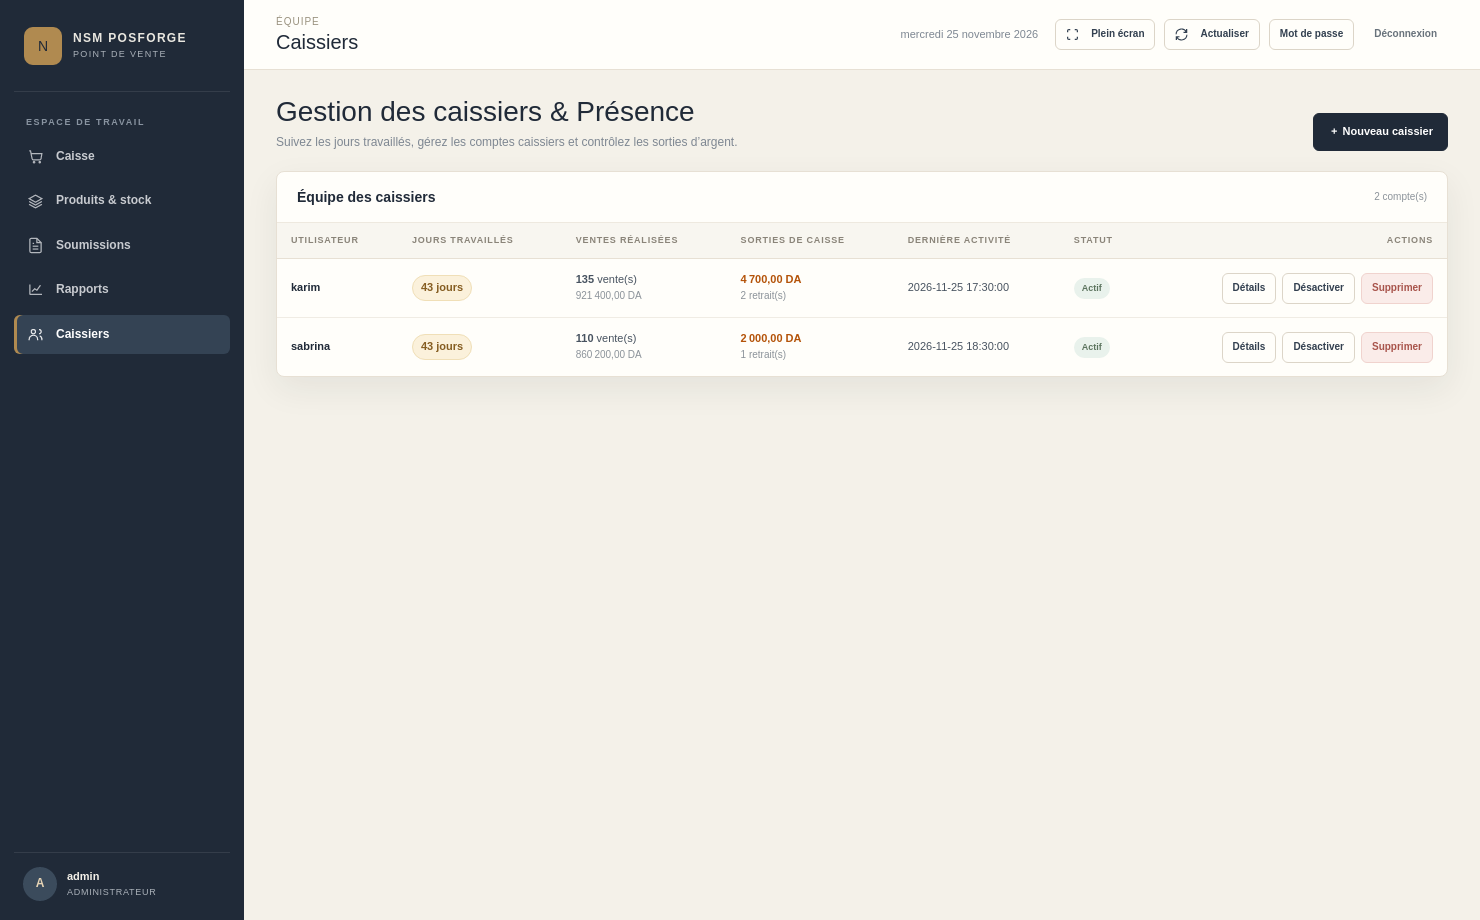 N
NSM POSFORGE
POINT DE VENTE
ESPACE DE TRAVAIL
Caisse
Produits & stock
Soumissions
Rapports
Caissiers
A
admin
ADMINISTRATEUR
ÉQUIPE
Caissiers
mercredi 25 novembre 2026
Plein écran
Actualiser
Mot de passe
Déconnexion
Gestion des caissiers & Présence
Suivez les jours travaillés, gérez les comptes caissiers et contrôlez les sorties d’argent.
+ Nouveau caissier
Équipe des caissiers
2 compte(s)
UTILISATEUR JOURS TRAVAILLÉS VENTES RÉALISÉES SORTIES DE CAISSE DERNIÈRE ACTIVITÉ STATUT ACTIONS
karim 43 jours 135 vente(s) 4 700,00 DA 2026-11-25 17:30:00 Actif Détails Désactiver Supprimer
921 400,00 DA 2 retrait(s)
sabrina 43 jours 110 vente(s) 2 000,00 DA 2026-11-25 18:30:00 Actif Détails Désactiver Supprimer
860 200,00 DA 1 retrait(s)